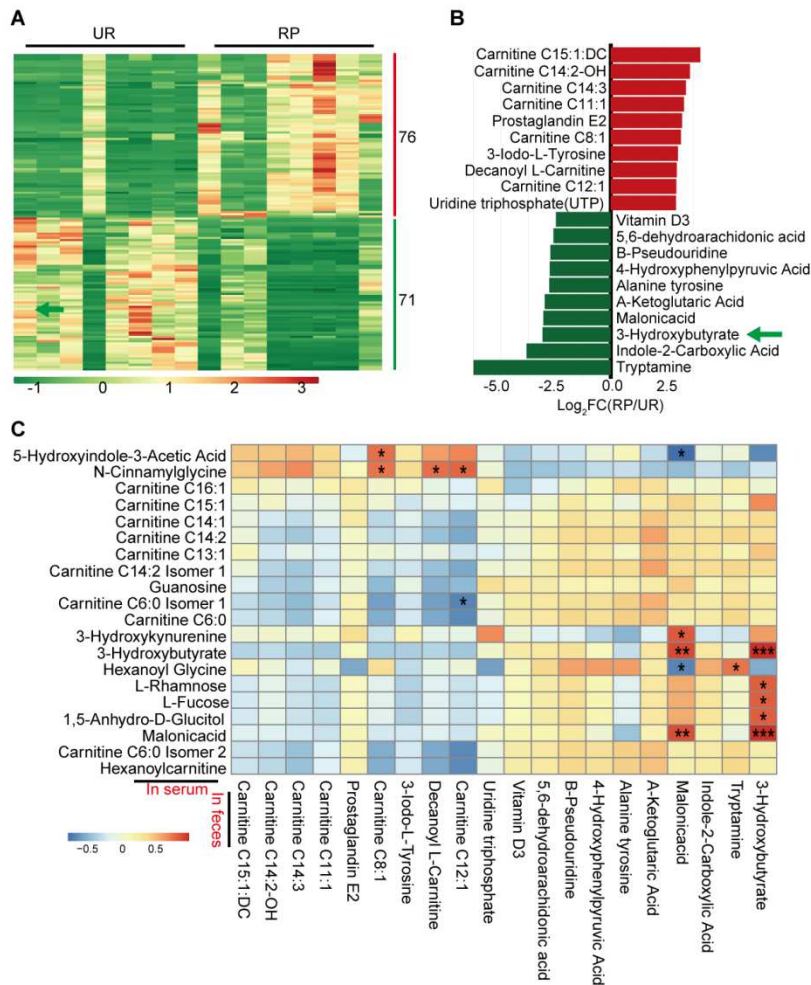 A
UR
RP
76
71
-1
0
1
2
3
B
Carnitine C15:1:DC
Carnitine C14:2-OH
Carnitine C14:3
Carnitine C11:1
Prostaglandin E2
Carnitine C8:1
3-Iodo-L-Tyrosine
Decanoyl L-Carnitine
Carnitine C12:1
Uridine triphosphate(UTP)
Vitamin D3
5,6-dehydroarachidonic acid
B-Pseudouridine
4-Hydroxyphenylpyruvic Acid
Alanine tyrosine
A-Ketoglutaric Acid
Malonicacid
3-Hydroxybutyrate
Indole-2-Carboxylic Acid
Tryptamine
-5.0
-2.5
0.0
2.5
Log2FC(RP/UR)
C
5-Hydroxyindole-3-Acetic Acid * *
N-Cinnamylglycine * * *
Carnitine C16:1
Carnitine C15:1
Carnitine C14:1
Carnitine C14:2
Carnitine C13:1
Carnitine C14:2 Isomer 1
Guanosine
Carnitine C6:0 Isomer 1 *
Carnitine C6:0
3-Hydroxykynurenine *
3-Hydroxybutyrate ** ***
Hexanoyl Glycine * *
L-Rhamnose *
L-Fucose *
1,5-Anhydro-D-Glucitol *
Malonicacid ** ***
Carnitine C6:0 Isomer 2
Hexanoylcarnitine
In serum
In feces
−0.5
0
0.5
Carnitine C15:1:DC
Carnitine C14:2-OH
Carnitine C14:3
Carnitine C11:1
Prostaglandin E2
Carnitine C8:1
3-Iodo-L-Tyrosine
Decanoyl L-Carnitine
Carnitine C12:1
Uridine triphosphate
Vitamin D3
5,6-dehydroarachidonic acid
B-Pseudouridine
4-Hydroxyphenylpyruvic Acid
Alanine tyrosine
A-Ketoglutaric Acid
Malonicacid
Indole-2-Carboxylic Acid
Tryptamine
3-Hydroxybutyrate